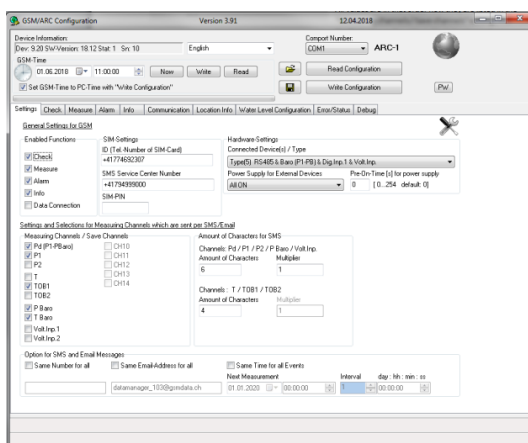 GSM/ARC Configuration Version 3.91 12.04.2018
Device Information:
Dev: 9.20 SW-Version: 18.12 Stat: 1 Sn: 10
English
Comport Number:
COM1
ARC-1
GSM-Time
01.06.2018 11:00:00 Now Write Read
Read Configuration
Set GSM-Time to PC-Time with "Write Configuration"
Write Configuration
PW
Settings Check Measure Alarm Info Communication Location Info Water Level Configuration Error/Status Debug
General Settings for GSM
Enabled Functions
Check
Measure
Alarm
Info
Data Connection
SIM-Settings
ID (Tel.-Number of SIM-Card)
+41774692307
SMS Service Center Number
+41794999000
SIM-PIN
Hardware-Settings
Connected Device(s) / Type
Type(5) :RS485 & Baro (P1-PB) & Dig.Inp.1 & Volt.Inp.
Power Supply for External Devices
All ON
Pre-On-Time [s] for power supply
0 [ 0...254 default: 0]
Settings and Selections for Measuring Channels which are sent per SMS/Email
Measuring Channels / Save Channels
Pd (P1-PBaro)
P1
P2
T
TOB1
TOB2
P Baro
T Baro
Volt.Inp.1
Volt.Inp.2
CH10
CH11
CH12
CH13
CH14
Amount of Characters for SMS
Channels: Pd / P1 / P2 / P Baro / Volt.Inp.
Amount of Characters Multiplier
6 1
Channels : T / TOB1 / TOB2
Amount of Characters Multiplier
4 1
Option for SMS and Email Messages
Same Number for all
Same Email-Address for all
Same Time for all Events
Next Measurement Interval day : hh : min : ss
datamanager_103@gsmdata.ch
01.01.2020 00:00:00 1 00:00:00